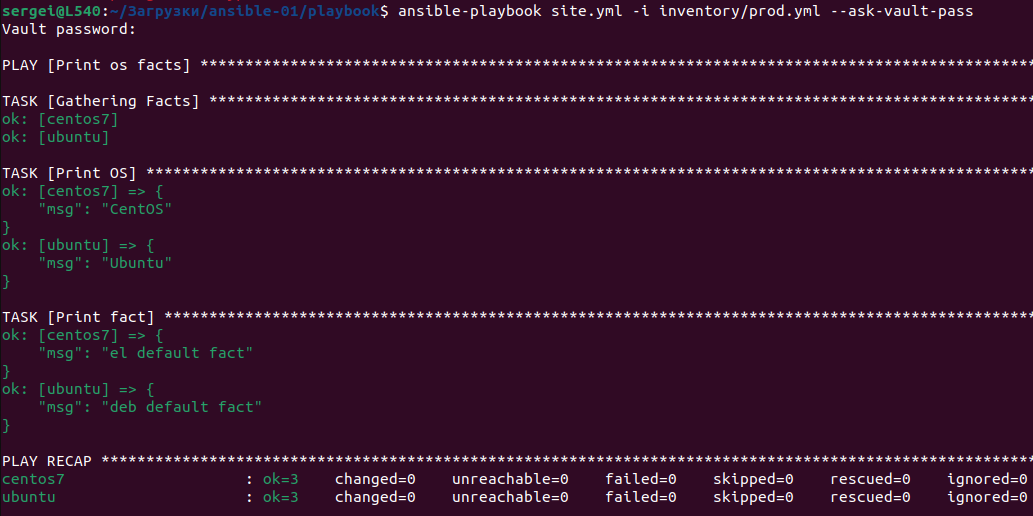 sergei@L540:~/Загрузки/ansible-01/playbook$ ansible-playbook site.yml -i inventory/prod.yml --ask-vault-pass
Vault password:
PLAY [Print os facts] ********************************************************************************************
TASK [Gathering Facts] *******************************************************************************************
ok: [centos7]
ok: [ubuntu]
TASK [Print OS] **************************************************************************************************
ok: [centos7] => {
    "msg": "CentOS"
}
ok: [ubuntu] => {
    "msg": "Ubuntu"
}
TASK [Print fact] ************************************************************************************************
ok: [centos7] => {
    "msg": "el default fact"
}
ok: [ubuntu] => {
    "msg": "deb default fact"
}
PLAY RECAP *******************************************************************************************************
centos7                    : ok=3    changed=0    unreachable=0    failed=0    skipped=0    rescued=0    ignored=0
ubuntu                     : ok=3    changed=0    unreachable=0    failed=0    skipped=0    rescued=0    ignored=0